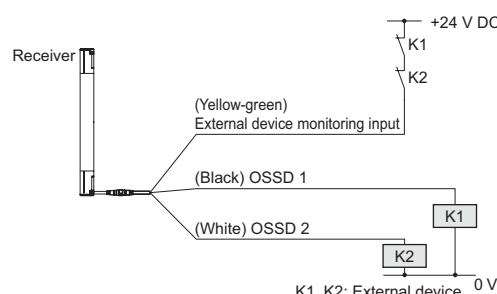 +24 V DC
Receiver
K1
K2
(Yellow-green)
External device monitoring input
(Black) OSSD 1
K1
(White) OSSD 2
K2
0 V
K1, K2: External device